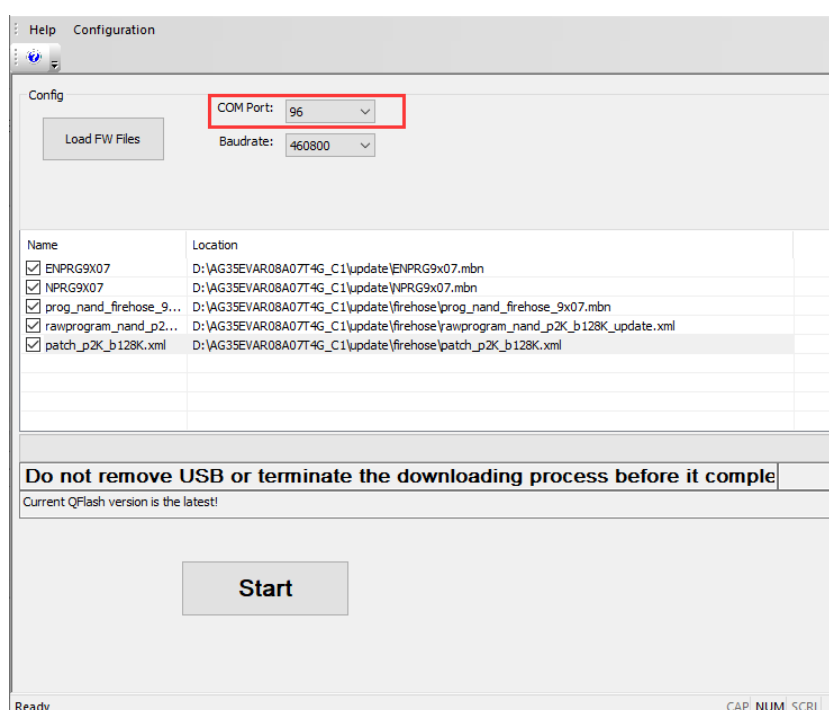 Help Configuration
Config
COM Port: 96
Load FW Files
Baudrate: 460800
Name Location
ENPRG9X07 D:\AG35EVAR08A07T4G_C1\update\ENPRG9x07.mbn
NPRG9X07 D:\AG35EVAR08A07T4G_C1\update\NPRG9x07.mbn
prog_nand_firehose_9... D:\AG35EVAR08A07T4G_C1\update\firehose\prog_nand_firehose_9x07.mbn
rawprogram_nand_p2... D:\AG35EVAR08A07T4G_C1\update\firehose\rawprogram_nand_p2K_b128K_update.xml
patch_p2K_b128K.xml D:\AG35EVAR08A07T4G_C1\update\firehose\patch_p2K_b128K.xml
Do not remove USB or terminate the downloading process before it comple
Current QFlash version is the latest!
Start
Ready CAP NUM SCRL